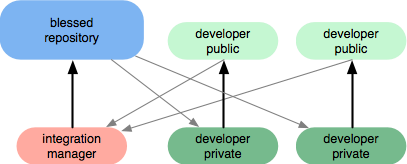 blessed
repository
developer
public
developer
public
integration
manager
developer
private
developer
private